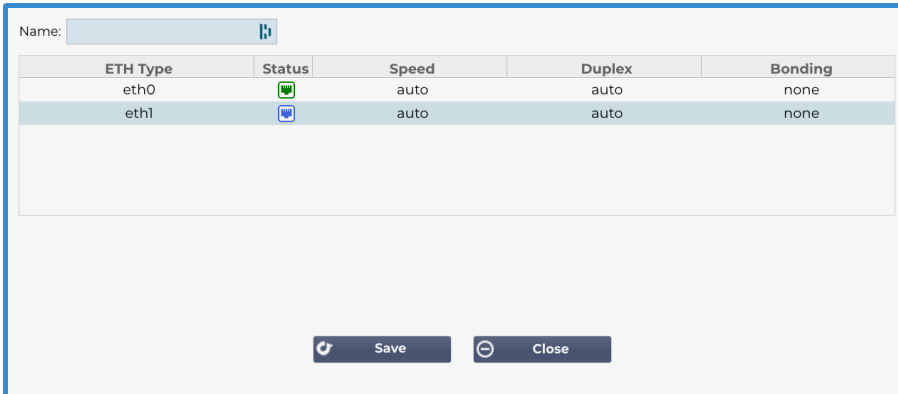 Name:
ETH Type Status Speed Duplex Bonding
eth0 auto auto none
eth1 auto auto none
Save Close